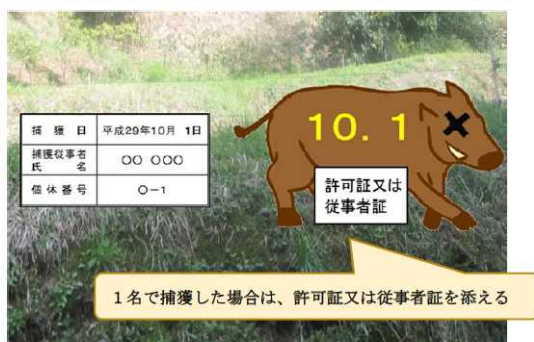 捕獲日 平成29年10月 1日
捕獲従事者
氏名 〇〇 〇〇〇
個体番号 〇-1
10. 1
許可証又は
従事者証
1名で捕獲した場合は、許可証又は従事者証を添える